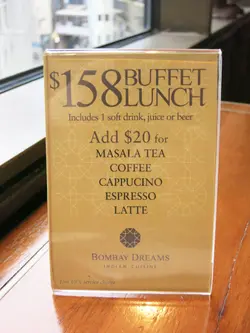 $158 BUFFET
LUNCH
Includes 1 soft drink, juice or beer
Add $20 for
MASALA TEA
COFFEE
CAPPUCINO
ESPRESSO
LATTE
BOMBAY DREAMS
INDIAN CUISINE